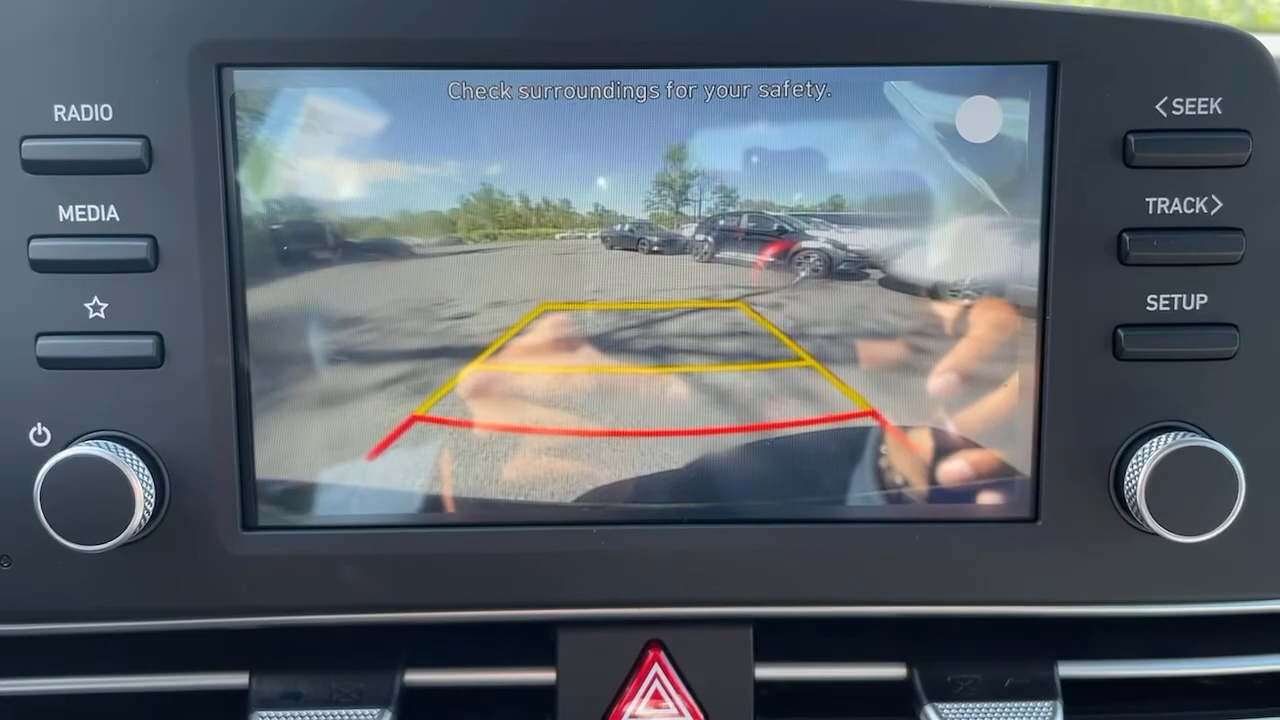 Check surroundings for your safety.
RADIO
MEDIA
<SEEK
TRACK>
SETUP